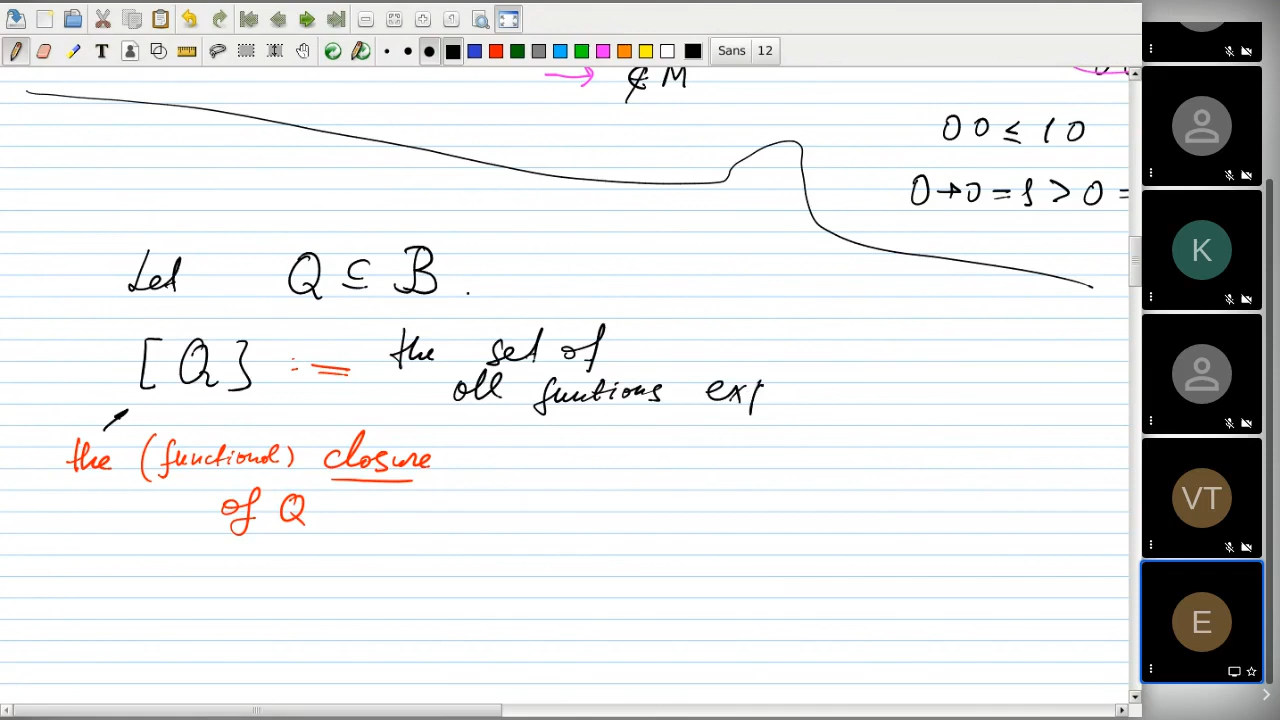 Sans 12
∉ M
0 0 ≤ 1 0
0→0 = 1 > 0 =
Let Q ⊆ B.
[Q] := the set of
all funtions exp
the (functional) closure
of Q
K
VT
E